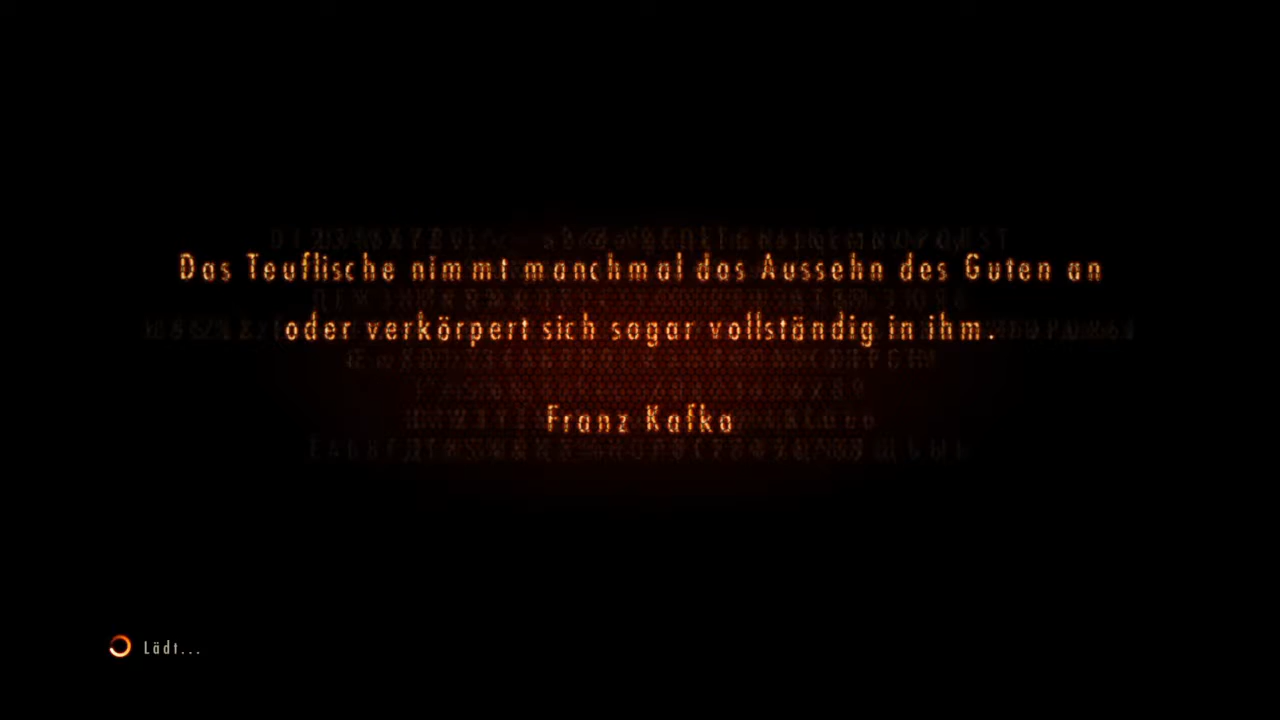 Das Teuflische nimmt manchmal das Aussehn des Guten an
oder verkörpert sich sogar vollständig in ihm.
Franz Kafka
Lädt...